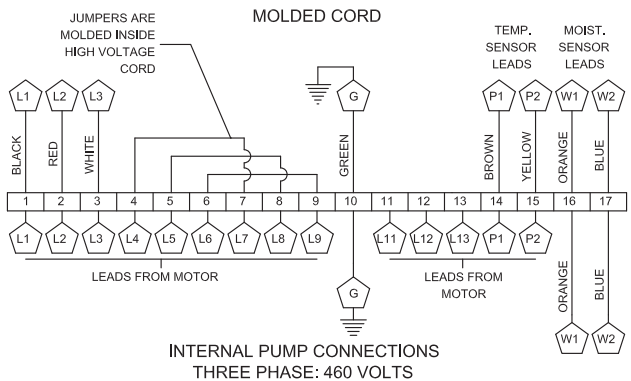 MOLDED CORD
JUMPERS ARE
MOLDED INSIDE
HIGH VOLTAGE
CORD
TEMP.
SENSOR
LEADS
MOIST.
SENSOR
LEADS
L1 L2 L3 G P1 P2 W1 W2
BLACK
RED
WHITE
GREEN
BROWN
YELLOW
ORANGE
BLUE
1 2 3 4 5 6 7 8 9 10 11 12 13 14 15 16 17
L1 L2 L3 L4 L5 L6 L7 L8 L9 L11 L12 L13 P1 P2
LEADS FROM MOTOR
LEADS FROM
MOTOR
ORANGE
BLUE
G
W1 W2
INTERNAL PUMP CONNECTIONS
THREE PHASE: 460 VOLTS